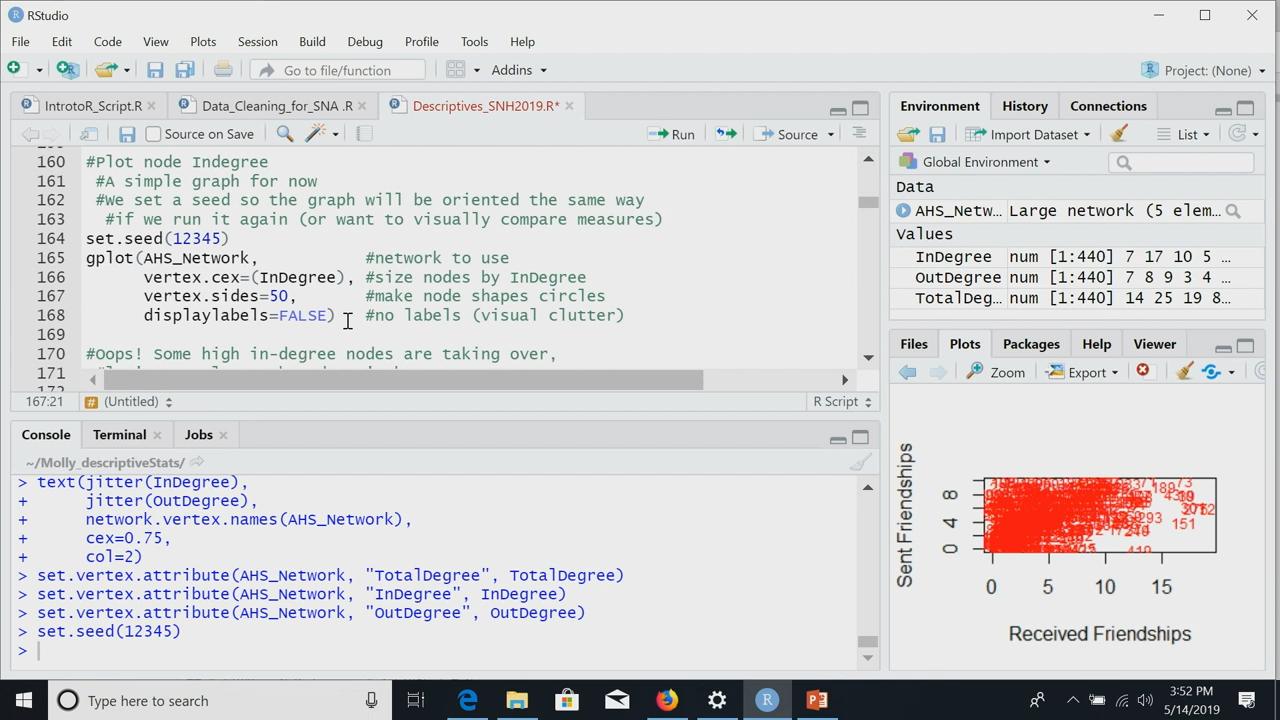 RStudio
File Edit Code View Plots Session Build Debug Profile Tools Help
Go to file/function Addins Project: (None)
IntrotoR_Script.R Data_Cleaning_for_SNA .R Descriptives_SNH2019.R*
Source on Save Run Source
160 #Plot node Indegree
161 #A simple graph for now
162 #We set a seed so the graph will be oriented the same way
163 #if we run it again (or want to visually compare measures)
164 set.seed(12345)
165 gplot(AHS_Network, #network to use
166 vertex.cex=(InDegree), #size nodes by InDegree
167 vertex.sides=50, #make node shapes circles
168 displaylabels=FALSE) #no labels (visual clutter)
169
170 #Oops! Some high in-degree nodes are taking over,
171
167:21 (Untitled) R Script
Console Terminal Jobs
~/Molly_descriptiveStats/
> text(jitter(InDegree),
+ jitter(OutDegree),
+ network.vertex.names(AHS_Network),
+ cex=0.75,
+ col=2)
> set.vertex.attribute(AHS_Network, "TotalDegree", TotalDegree)
> set.vertex.attribute(AHS_Network, "InDegree", InDegree)
> set.vertex.attribute(AHS_Network, "OutDegree", OutDegree)
> set.seed(12345)
>
Environment History Connections
Import Dataset List
Global Environment
Data
AHS_Netw… Large network (5 elem…
Values
InDegree num [1:440] 7 17 10 5 …
OutDegree num [1:440] 7 8 9 3 4 …
TotalDeg… num [1:440] 14 25 19 8…
Files Plots Packages Help Viewer
Zoom Export
Sent Friendships
8
4
0
189
293
151
0 5 10 15
Received Friendships
Type here to search
3:52 PM
5/14/2019